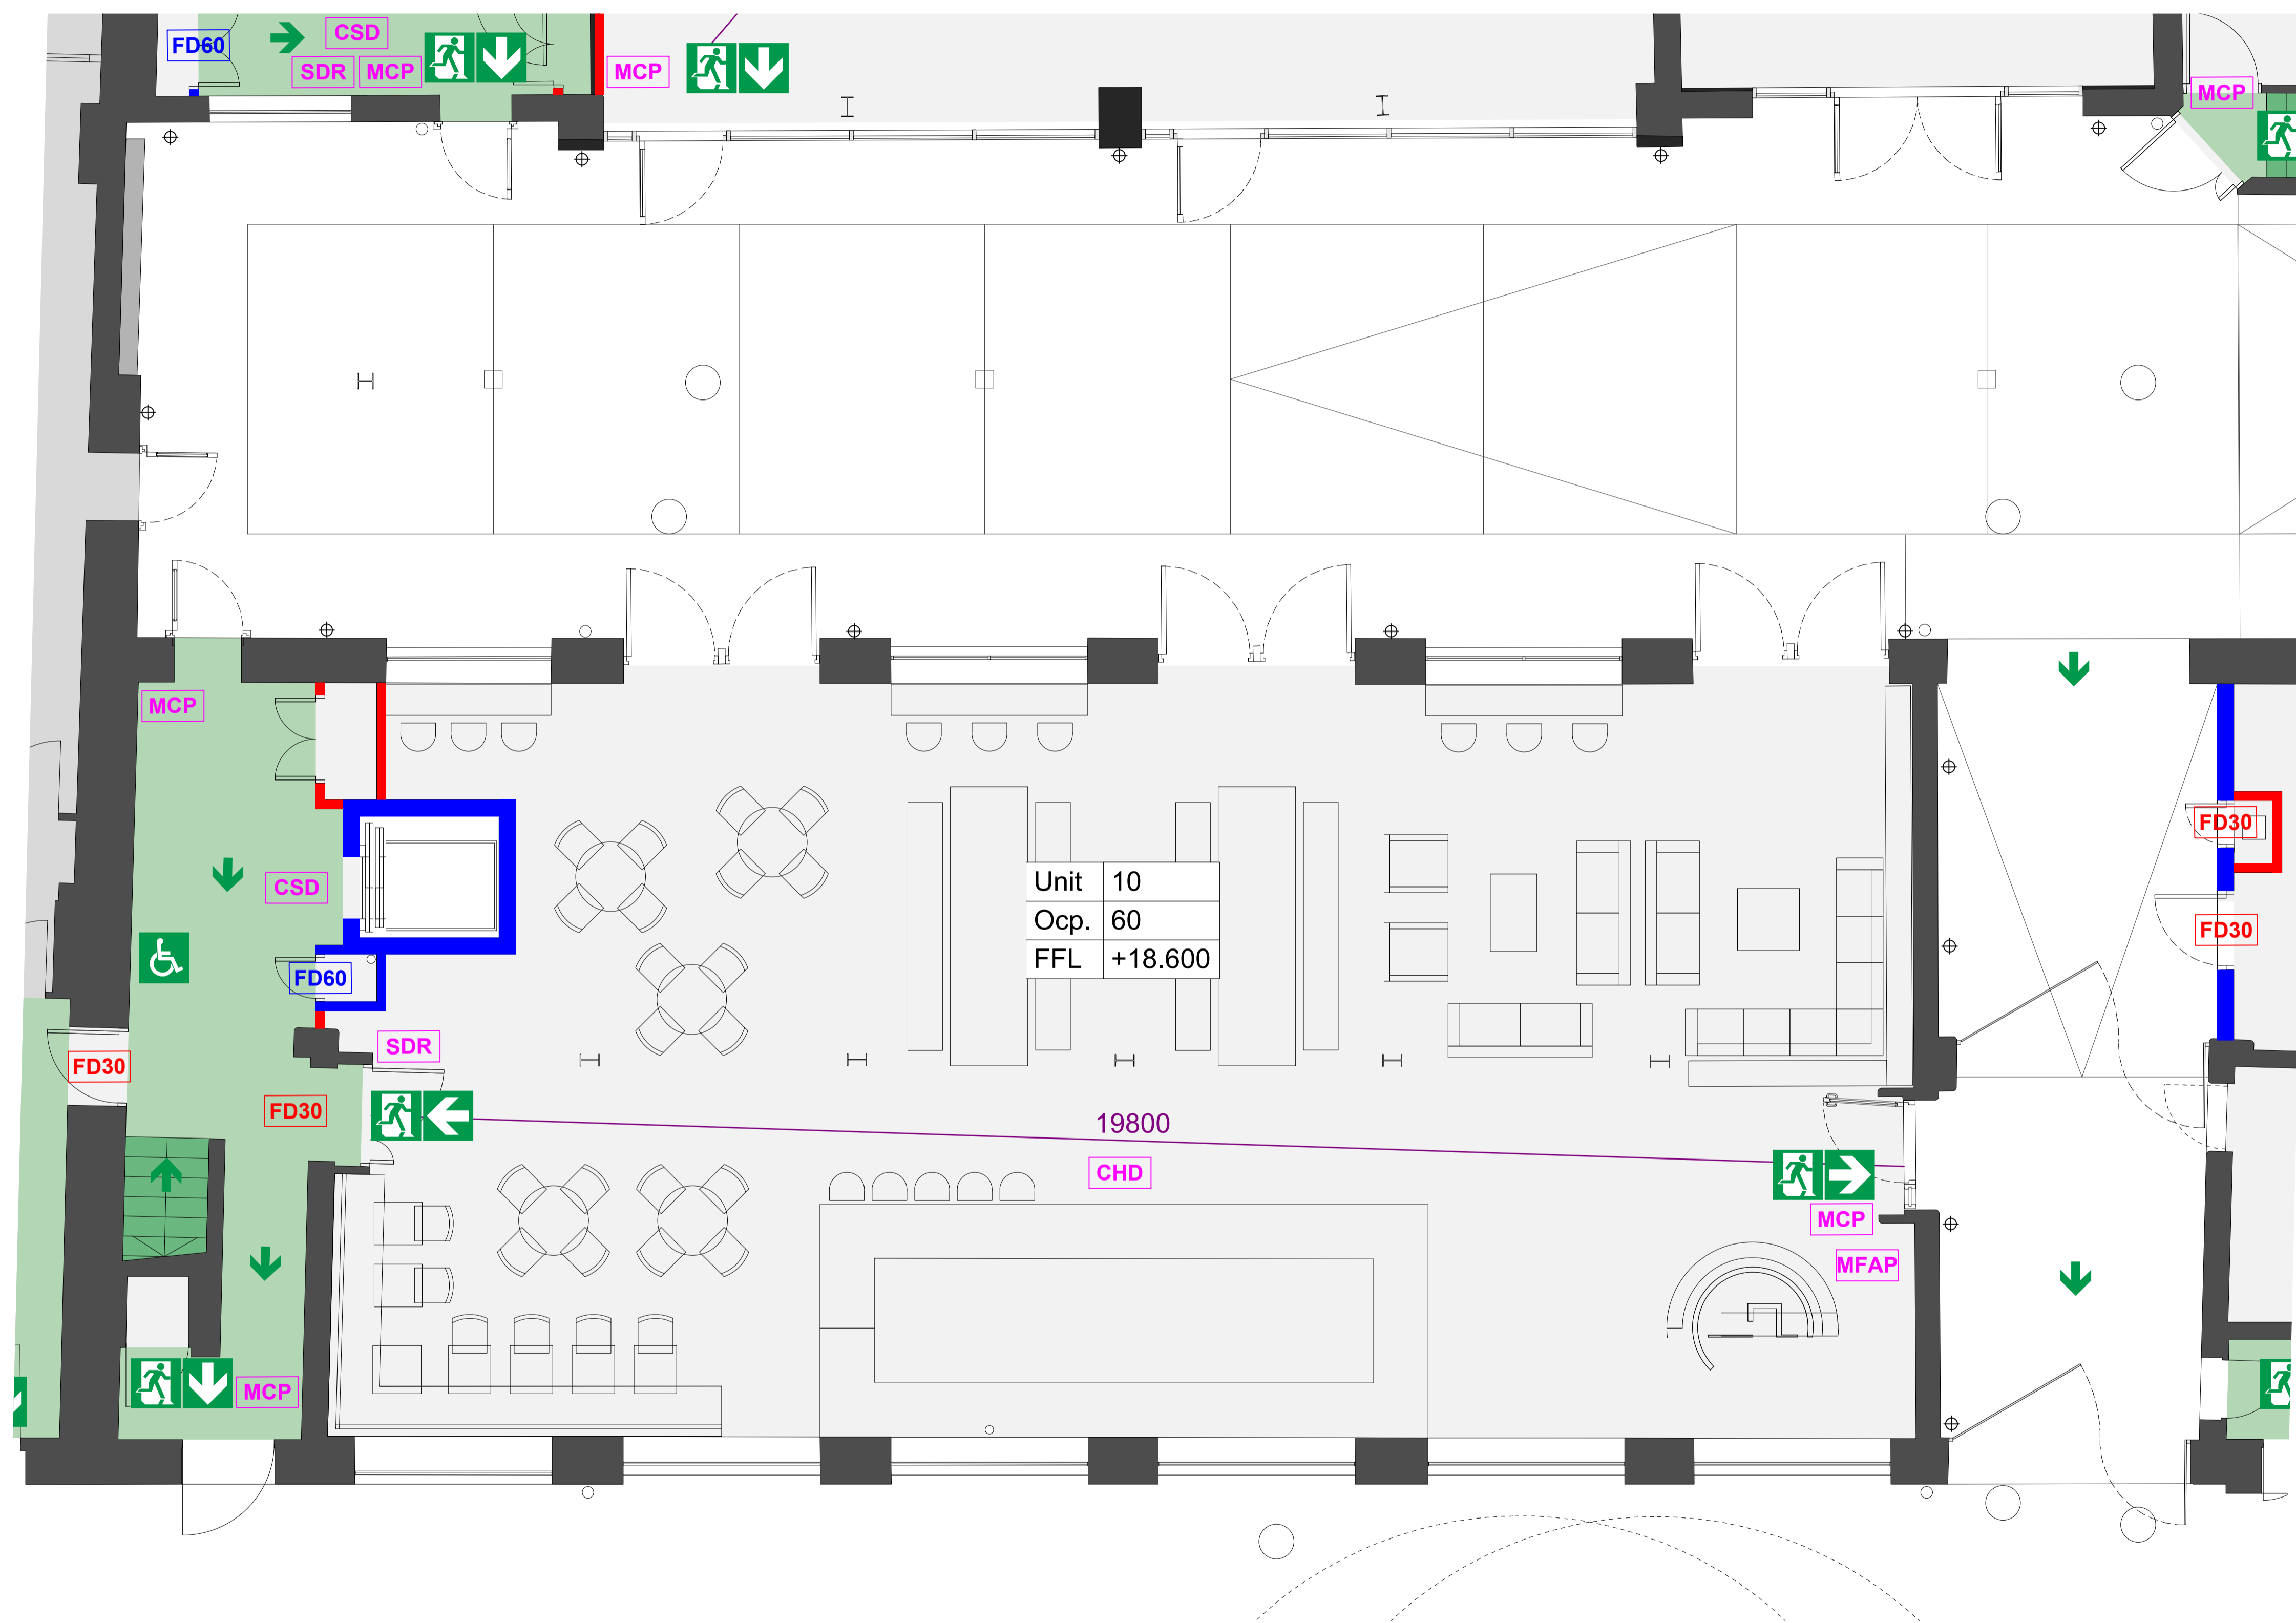 FD60
CSD
SDR
MCP
MCP
MCP
MCP
Unit 10
Ocp. 60
FFL +18.600
CSD
FD60
FD30
FD30
SDR
FD30
FD30
19800
CHD
MCP
MFAP
MCP